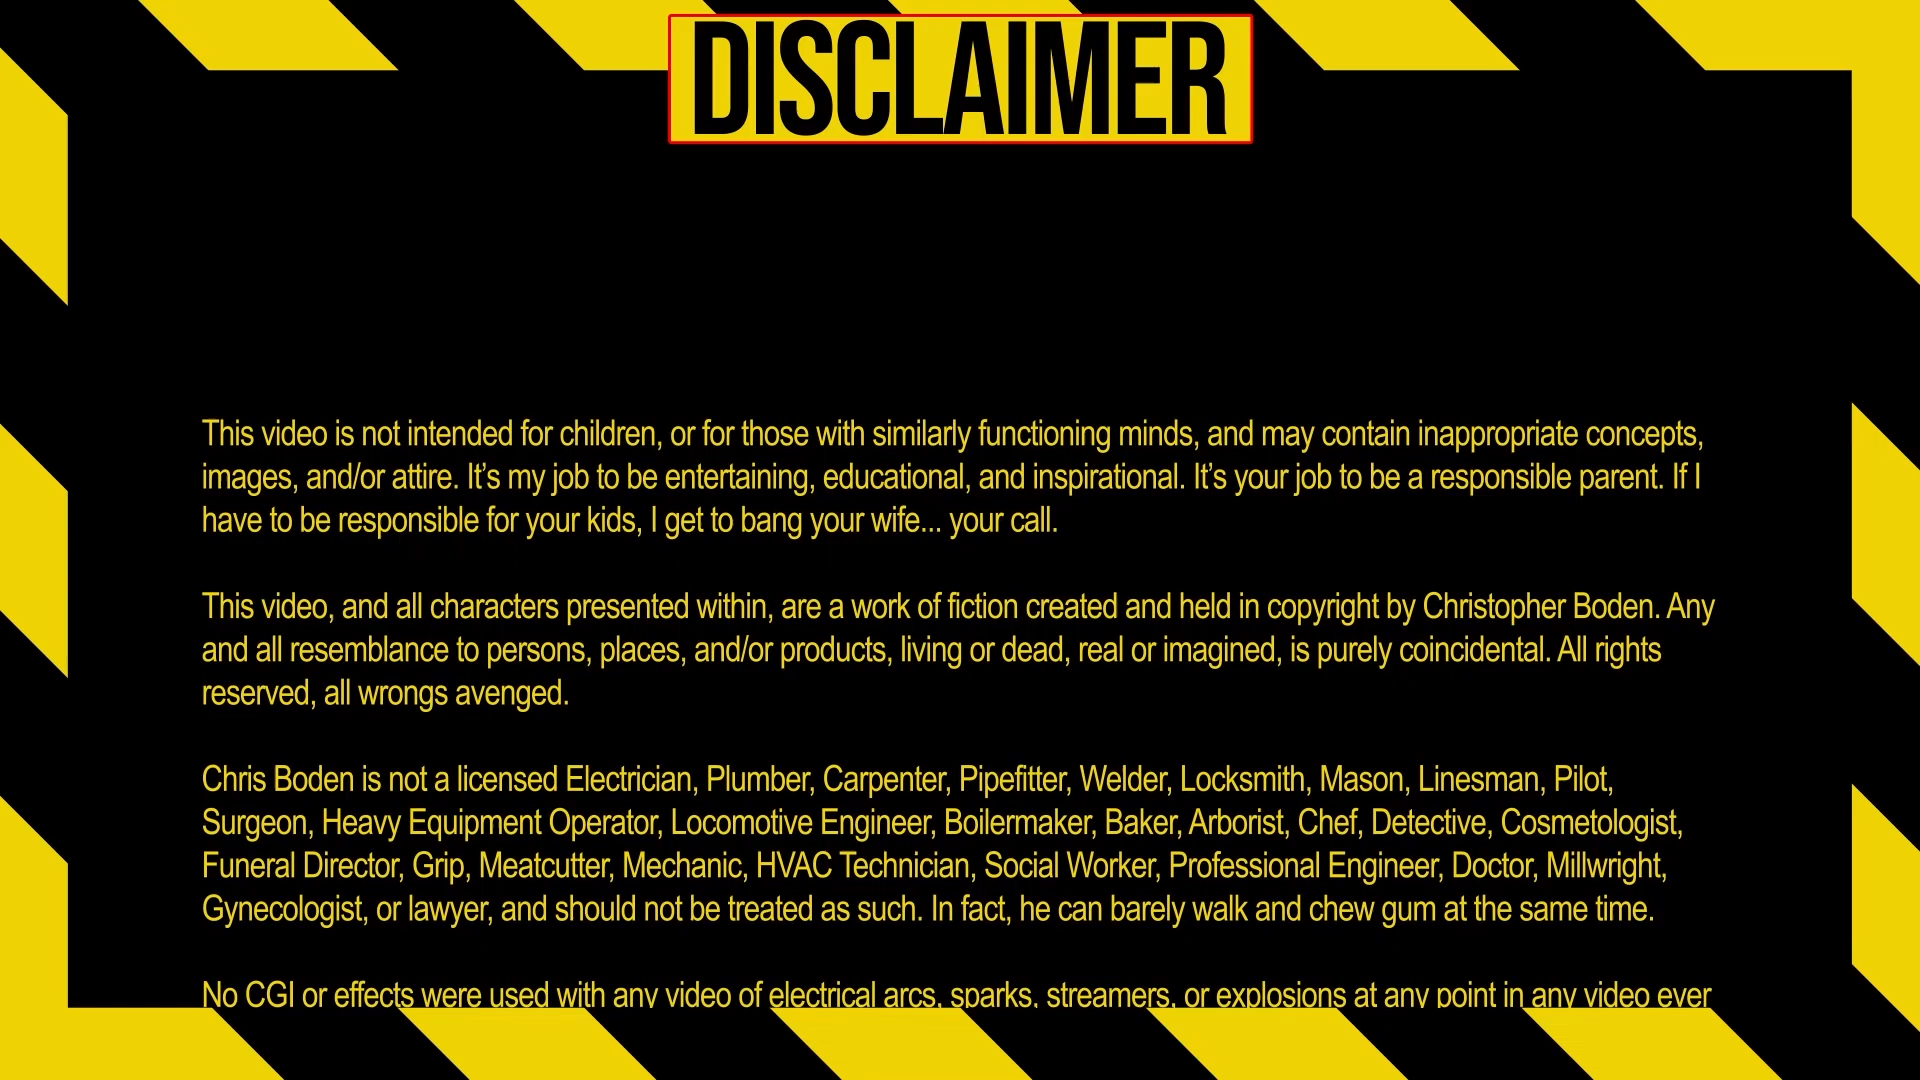 DISCLAIMER
This video is not intended for children, or for those with similarly functioning minds, and may contain inappropriate concepts,
images, and/or attire. It’s my job to be entertaining, educational, and inspirational. It’s your job to be a responsible parent. If I
have to be responsible for your kids, I get to bang your wife... your call.
This video, and all characters presented within, are a work of fiction created and held in copyright by Christopher Boden. Any
and all resemblance to persons, places, and/or products, living or dead, real or imagined, is purely coincidental. All rights
reserved, all wrongs avenged.
Chris Boden is not a licensed Electrician, Plumber, Carpenter, Pipefitter, Welder, Locksmith, Mason, Linesman, Pilot,
Surgeon, Heavy Equipment Operator, Locomotive Engineer, Boilermaker, Baker, Arborist, Chef, Detective, Cosmetologist,
Funeral Director, Grip, Meatcutter, Mechanic, HVAC Technician, Social Worker, Professional Engineer, Doctor, Millwright,
Gynecologist, or lawyer, and should not be treated as such. In fact, he can barely walk and chew gum at the same time.
No CGI or effects were used with any video of electrical arcs, sparks, streamers, or explosions at any point in any video ever